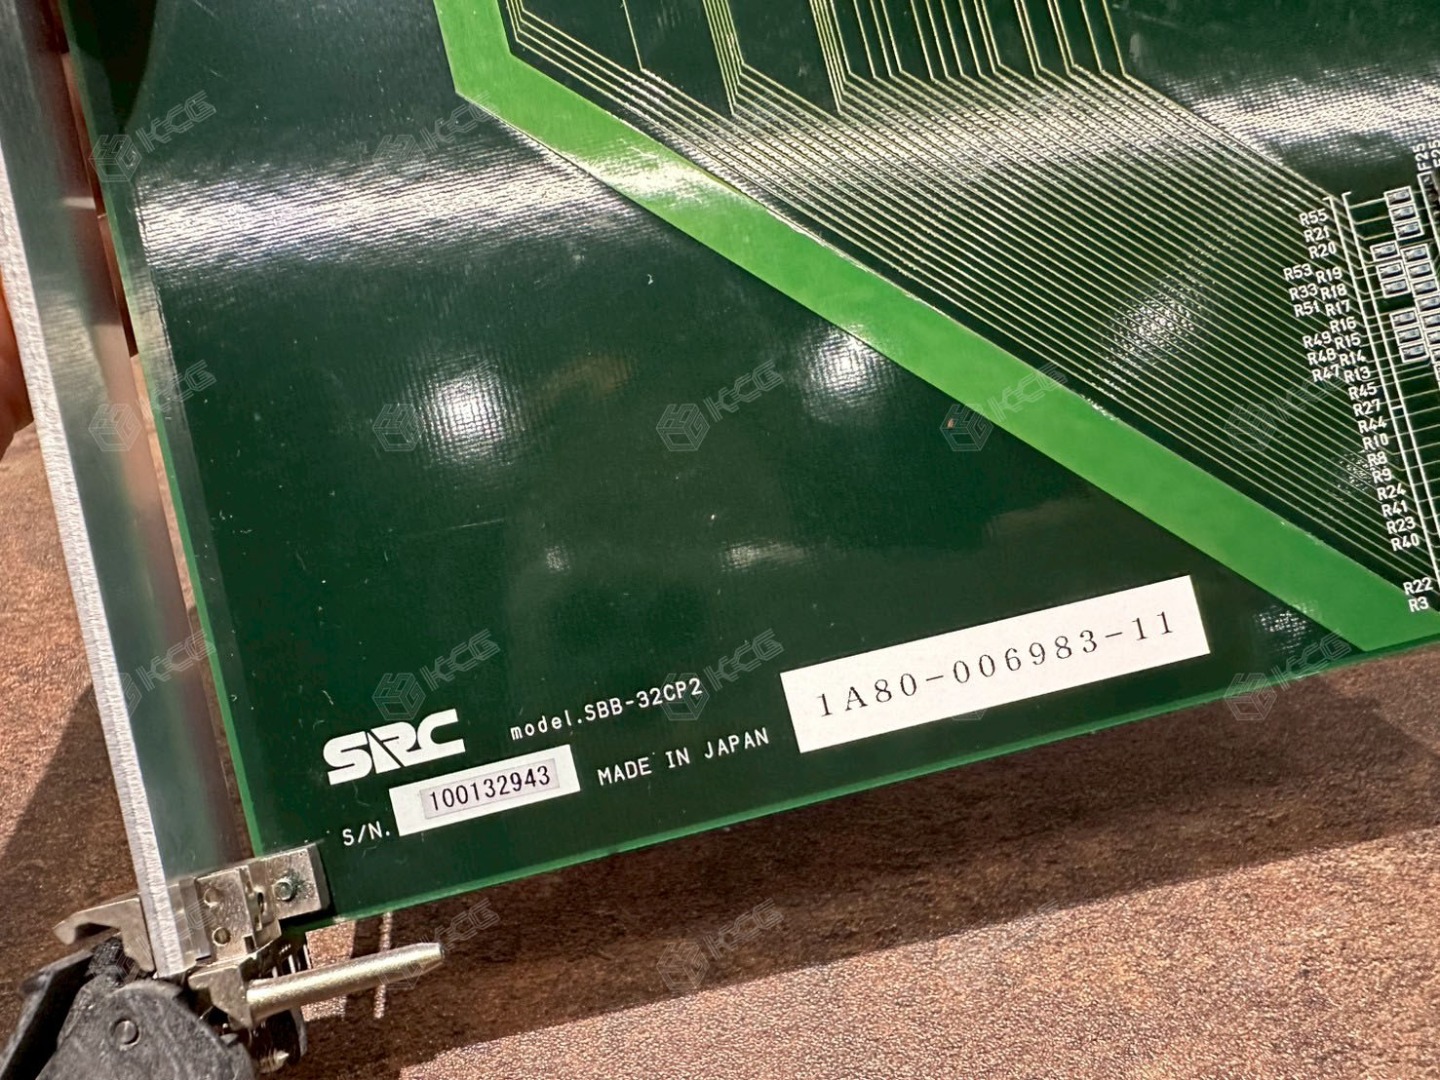 R55
R21
R20
R53 R19
R33 R18
R51 R17
R16
R49 R15
R48 R14
R47 R13
R45
R27
R44
R10
R8
R9
R24
R41
R23
R40
R22
R3
SRC
model.SBB-32CP2
1A80-006983-11
S/N.
100132943
MADE IN JAPAN
KCG